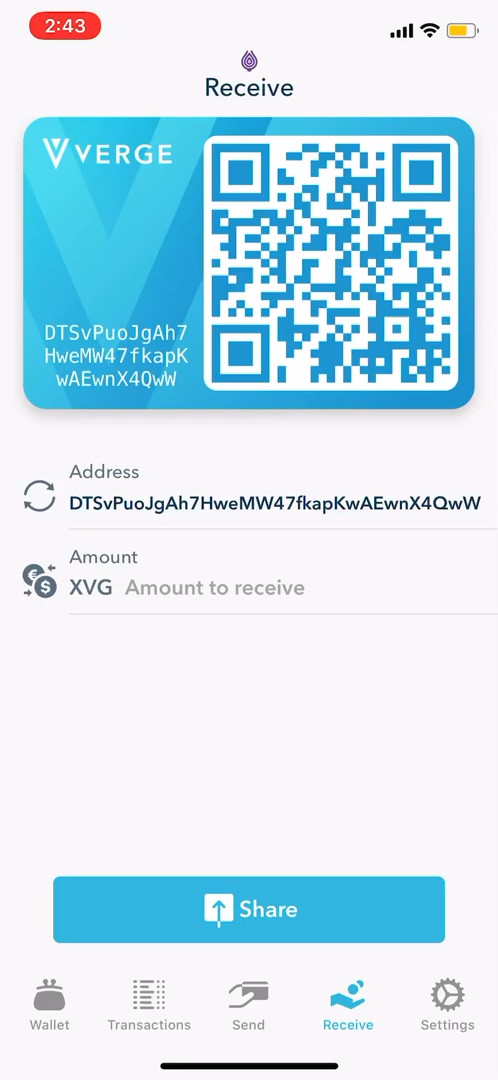 2:43
Receive
VERGE
DTSvPuoJgAh7
HweMW47fkapK
wAEwnX4QwW
Address
DTSvPuoJgAh7HweMW47fkapKwAEwnX4QwW
Amount
XVG Amount to receive
Share
Wallet Transactions Send Receive Settings